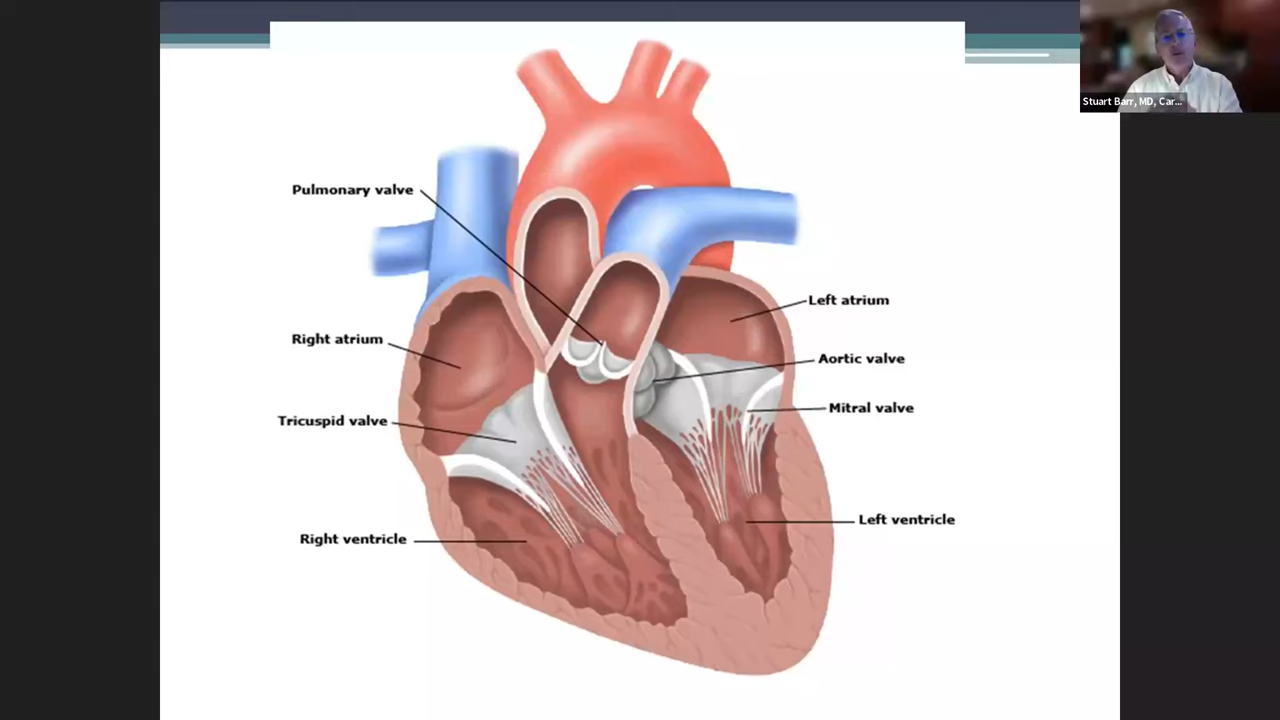 Stuart Barr, MD, Car...
Pulmonary valve
Left atrium
Right atrium
Aortic valve
Mitral valve
Tricuspid valve
Left ventricle
Right ventricle